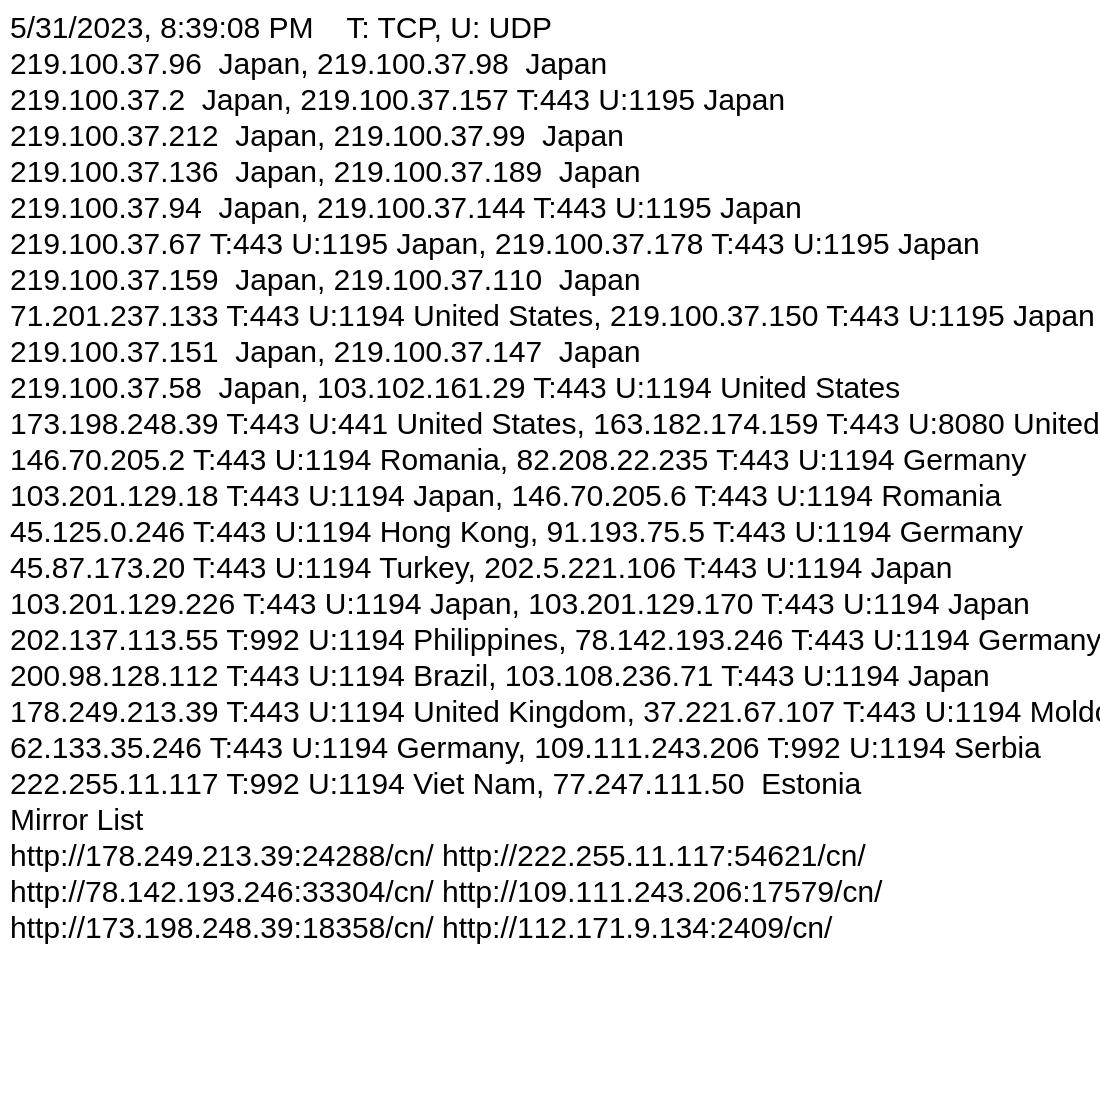 5/31/2023, 8:39:08 PM    T: TCP, U: UDP
219.100.37.96  Japan, 219.100.37.98  Japan
219.100.37.2  Japan, 219.100.37.157 T:443 U:1195 Japan
219.100.37.212  Japan, 219.100.37.99  Japan
219.100.37.136  Japan, 219.100.37.189  Japan
219.100.37.94  Japan, 219.100.37.144 T:443 U:1195 Japan
219.100.37.67 T:443 U:1195 Japan, 219.100.37.178 T:443 U:1195 Japan
219.100.37.159  Japan, 219.100.37.110  Japan
71.201.237.133 T:443 U:1194 United States, 219.100.37.150 T:443 U:1195 Japan
219.100.37.151  Japan, 219.100.37.147  Japan
219.100.37.58  Japan, 103.102.161.29 T:443 U:1194 United States
173.198.248.39 T:443 U:441 United States, 163.182.174.159 T:443 U:8080 United
146.70.205.2 T:443 U:1194 Romania, 82.208.22.235 T:443 U:1194 Germany
103.201.129.18 T:443 U:1194 Japan, 146.70.205.6 T:443 U:1194 Romania
45.125.0.246 T:443 U:1194 Hong Kong, 91.193.75.5 T:443 U:1194 Germany
45.87.173.20 T:443 U:1194 Turkey, 202.5.221.106 T:443 U:1194 Japan
103.201.129.226 T:443 U:1194 Japan, 103.201.129.170 T:443 U:1194 Japan
202.137.113.55 T:992 U:1194 Philippines, 78.142.193.246 T:443 U:1194 Germany
200.98.128.112 T:443 U:1194 Brazil, 103.108.236.71 T:443 U:1194 Japan
178.249.213.39 T:443 U:1194 United Kingdom, 37.221.67.107 T:443 U:1194 Moldo
62.133.35.246 T:443 U:1194 Germany, 109.111.243.206 T:992 U:1194 Serbia
222.255.11.117 T:992 U:1194 Viet Nam, 77.247.111.50  Estonia
Mirror List
http://178.249.213.39:24288/cn/ http://222.255.11.117:54621/cn/
http://78.142.193.246:33304/cn/ http://109.111.243.206:17579/cn/
http://173.198.248.39:18358/cn/ http://112.171.9.134:2409/cn/